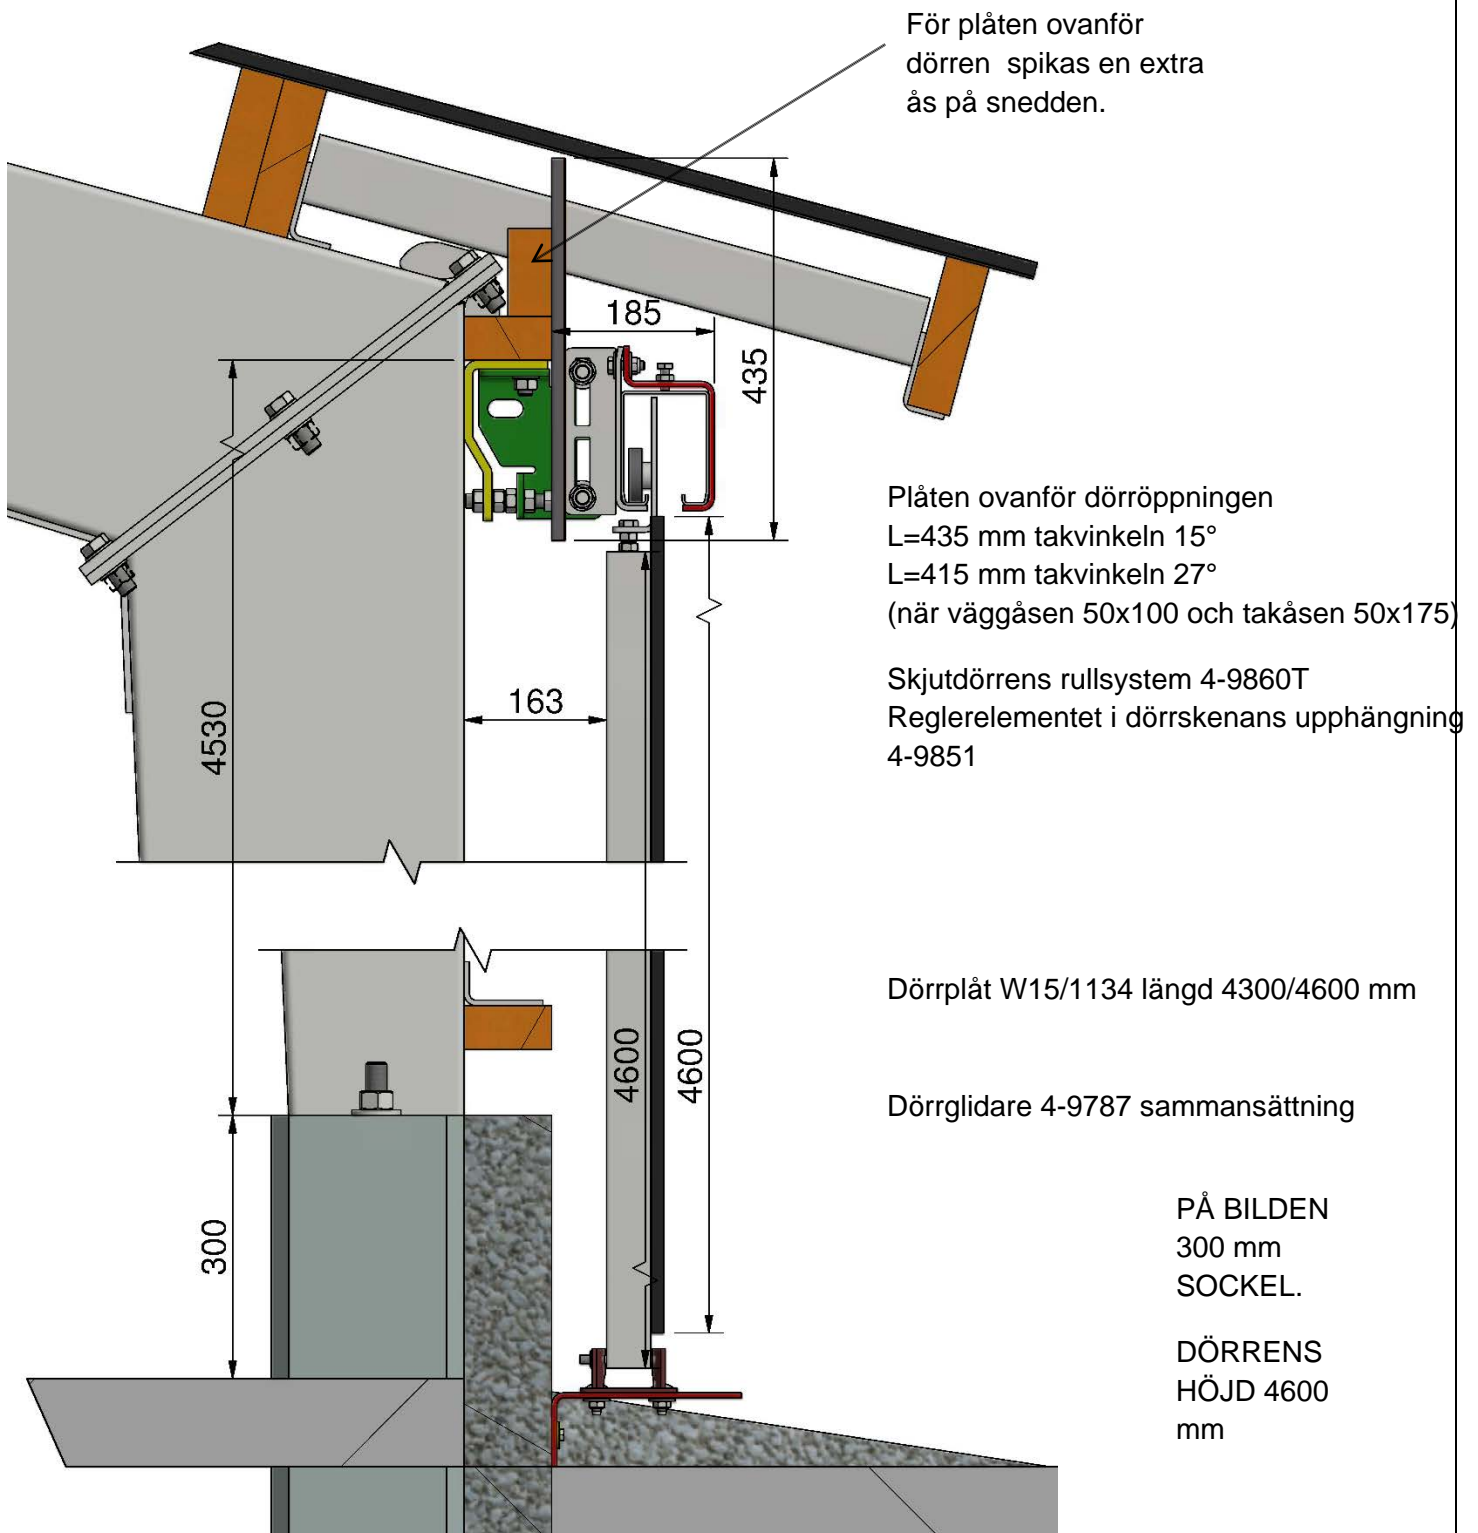 För plåten ovanför
dörren spikas en extra
ås på snedden.
185
435
Plåten ovanför dörröppningen
L=435 mm takvinkeln 15°
L=415 mm takvinkeln 27°
(när väggåsen 50x100 och takåsen 50x175)
Skjutdörrens rullsystem 4-9860T
Reglerelementet i dörrskenans upphängning
4-9851
163
4530
Dörrplåt W15/1134 längd 4300/4600 mm
4600
4600
Dörrglidare 4-9787 sammansättning
300
PÅ BILDEN
300 mm
SOCKEL.
DÖRRENS
HÖJD 4600
mm